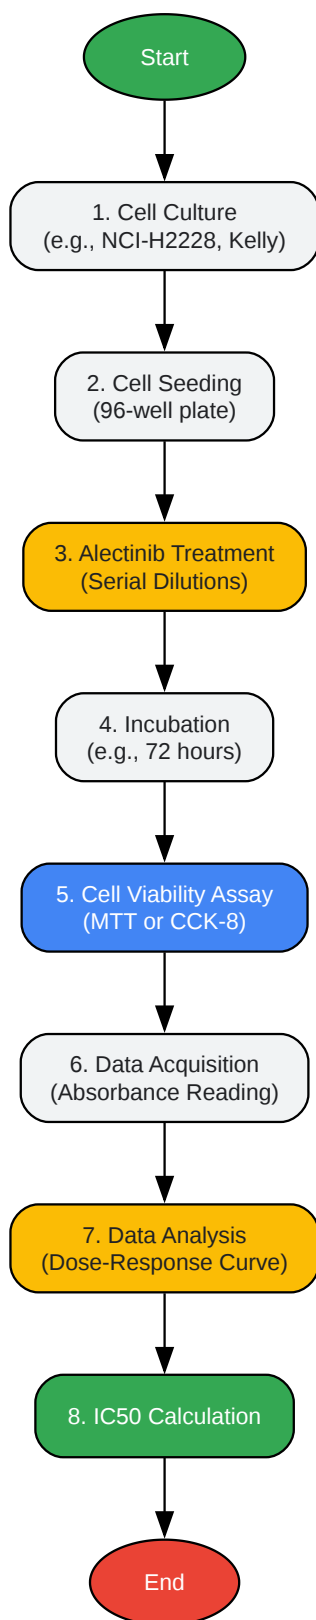 Start
1. Cell Culture
(e.g., NCI-H2228, Kelly)
2. Cell Seeding
(96-well plate)
3. Alectinib Treatment
(Serial Dilutions)
4. Incubation
(e.g., 72 hours)
5. Cell Viability Assay
(MTT or CCK-8)
6. Data Acquisition
(Absorbance Reading)
7. Data Analysis
(Dose-Response Curve)
8. IC50 Calculation
End